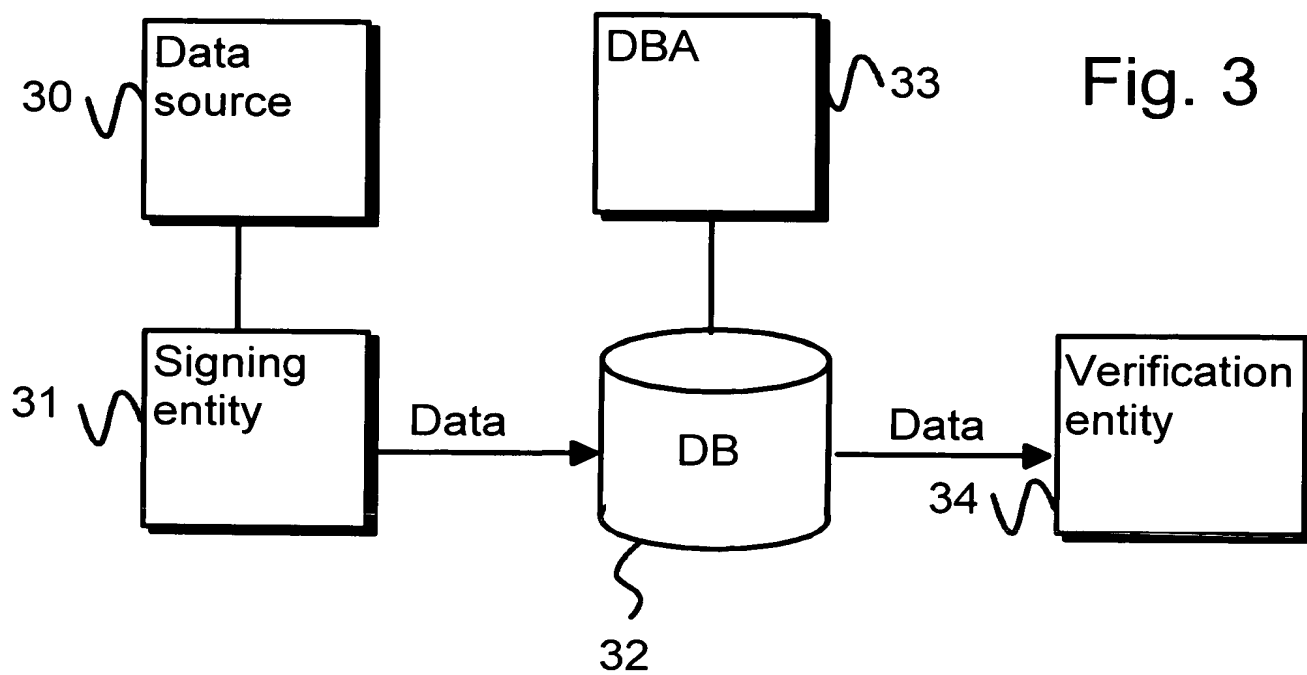 Data
source
30
DBA
33
Fig. 3
Signing
entity
31
Data
DB
32
Data
Verification
entity
34